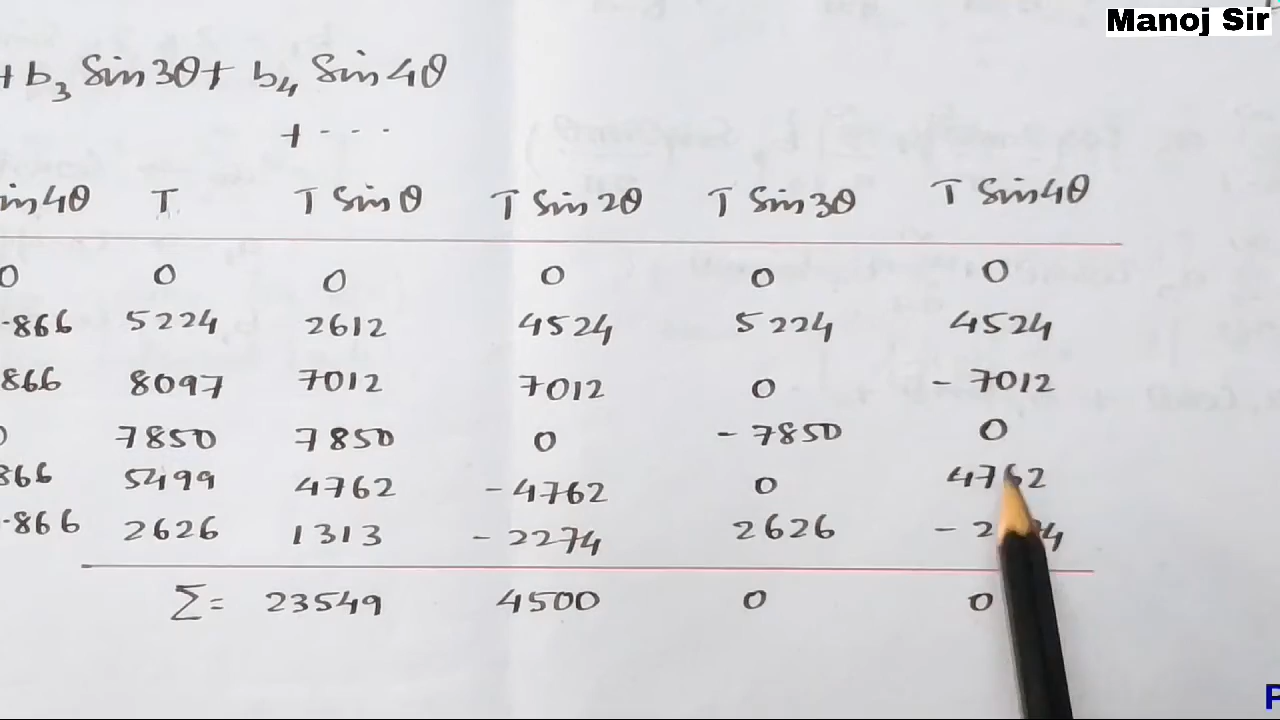 Manoj Sir
+ b₃ Sin3θ + b₄ Sin4θ
+ - - -
in4θ T T Sinθ T Sin2θ T Sin3θ T Sin4θ
0 0 0 0 0 0
·866 5224 2612 4524 5224 4524
866 8097 7012 7012 0 - 7012
0 7850 7850 0 - 7850 0
866 5499 4762 - 4762 0 4762
·866 2626 1313 - 2274 2626
Σ = 23549 4500 0 0
P